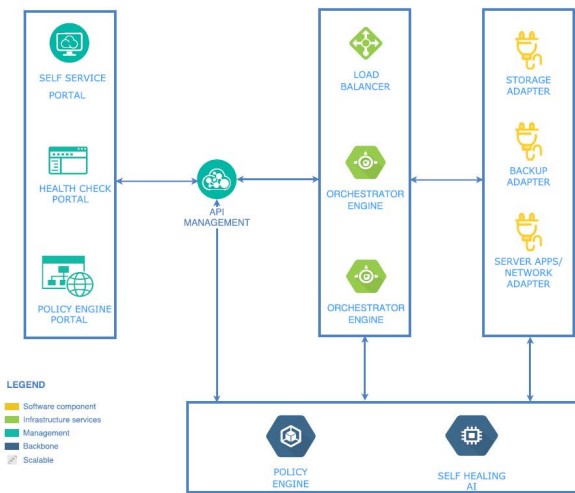 SELF SERVICE
PORTAL
HEALTH CHECK
PORTAL
POLICY ENGINE
PORTAL
API
MANAGEMENT
LOAD
BALANCER
ORCHESTRATOR
ENGINE
ORCHESTRATOR
ENGINE
STORAGE
ADAPTER
BACKUP
ADAPTER
SERVER APPS/
NETWORK
ADAPTER
LEGEND
Software component
Infrastructure services
Management
Backbone
Scalable
POLICY
ENGINE
SELF HEALING
AI